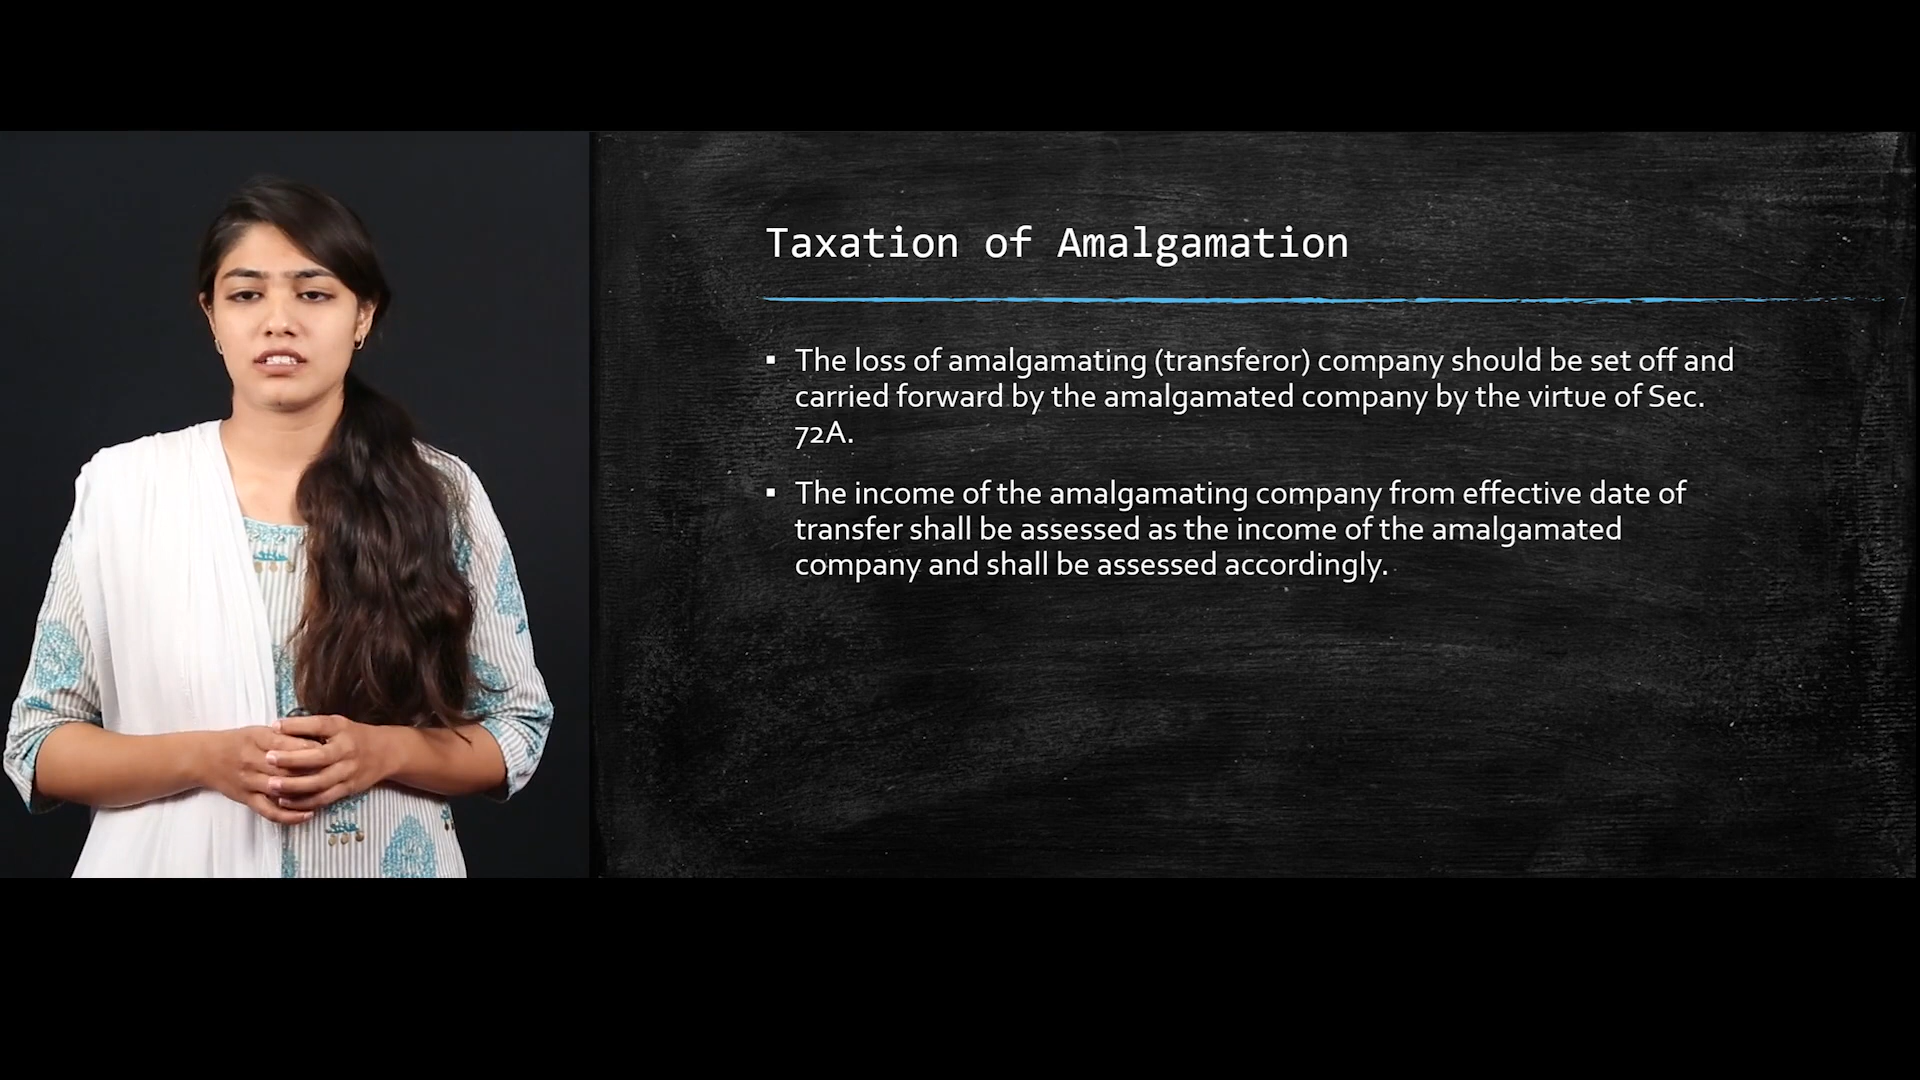 Taxation of Amalgamation
▪ The loss of amalgamating (transferor) company should be set off and
carried forward by the amalgamated company by the virtue of Sec.
72A.
▪ The income of the amalgamating company from effective date of
transfer shall be assessed as the income of the amalgamated
company and shall be assessed accordingly.